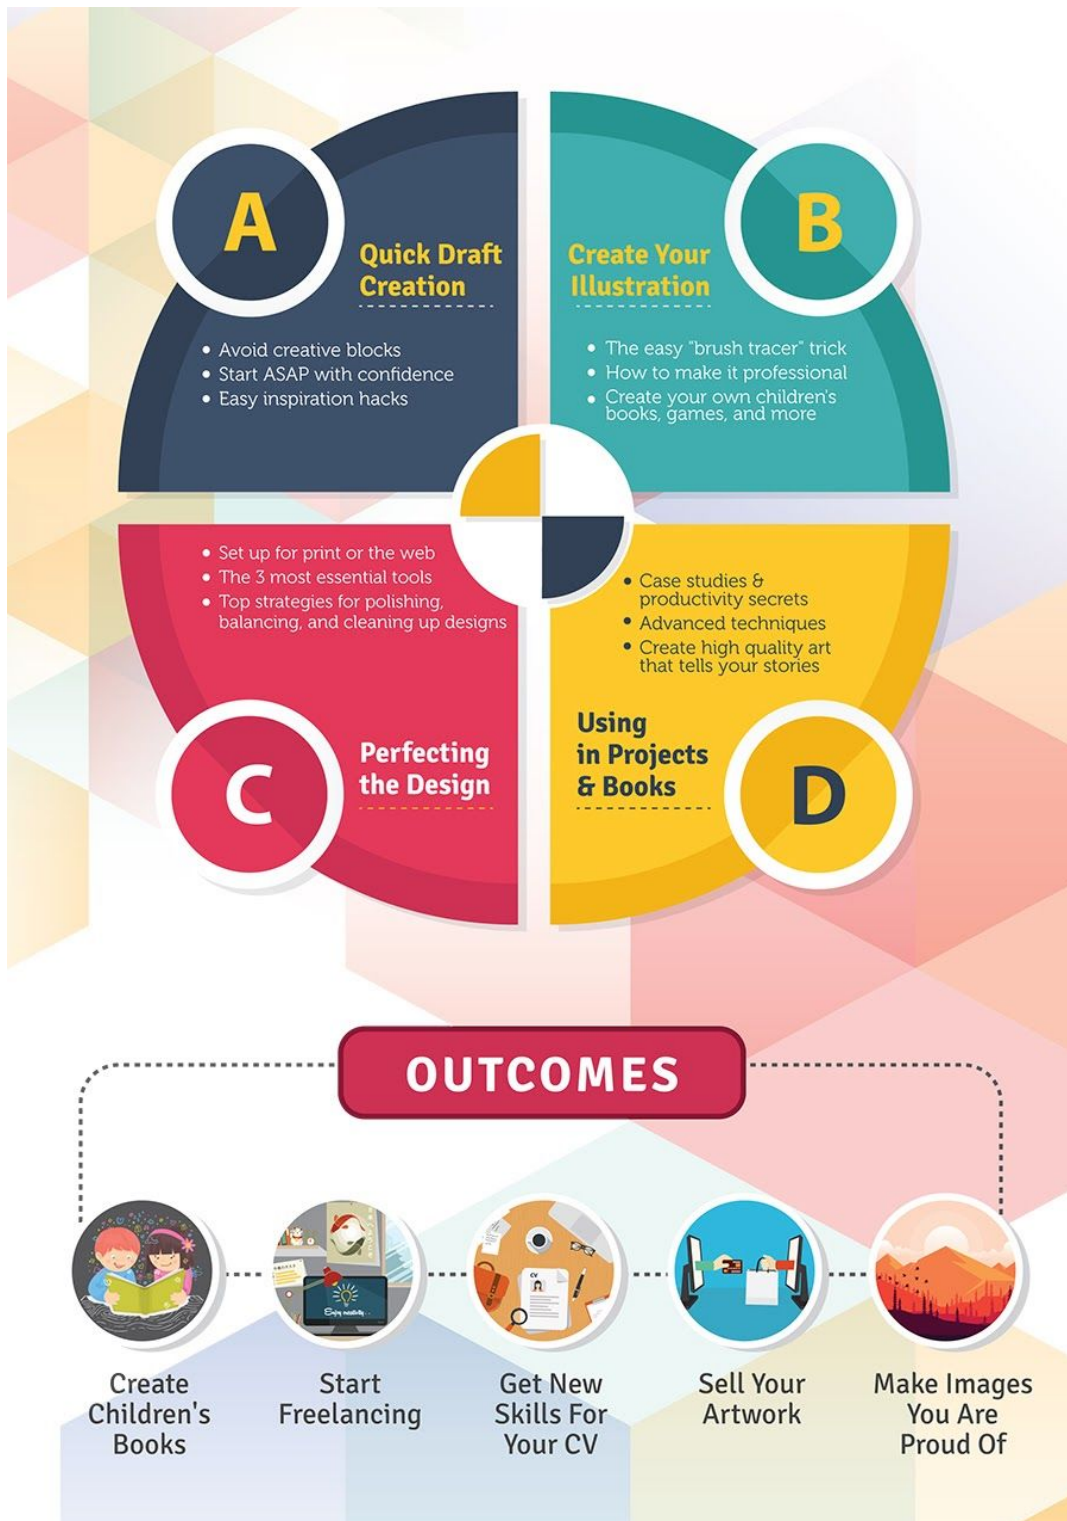 A
Quick Draft
Creation
• Avoid creative blocks
• Start ASAP with confidence
• Easy inspiration hacks
B
Create Your
Illustration
• The easy "brush tracer" trick
• How to make it professional
• Create your own children's
books, games, and more
• Set up for print or the web
• The 3 most essential tools
• Top strategies for polishing,
balancing, and cleaning up designs
C
Perfecting
the Design
• Case studies &
productivity secrets
• Advanced techniques
• Create high quality art
that tells your stories
Using
in Projects
& Books
D
OUTCOMES
CV
Create
Children's
Books
Start
Freelancing
Get New
Skills For
Your CV
Sell Your
Artwork
Make Images
You Are
Proud Of